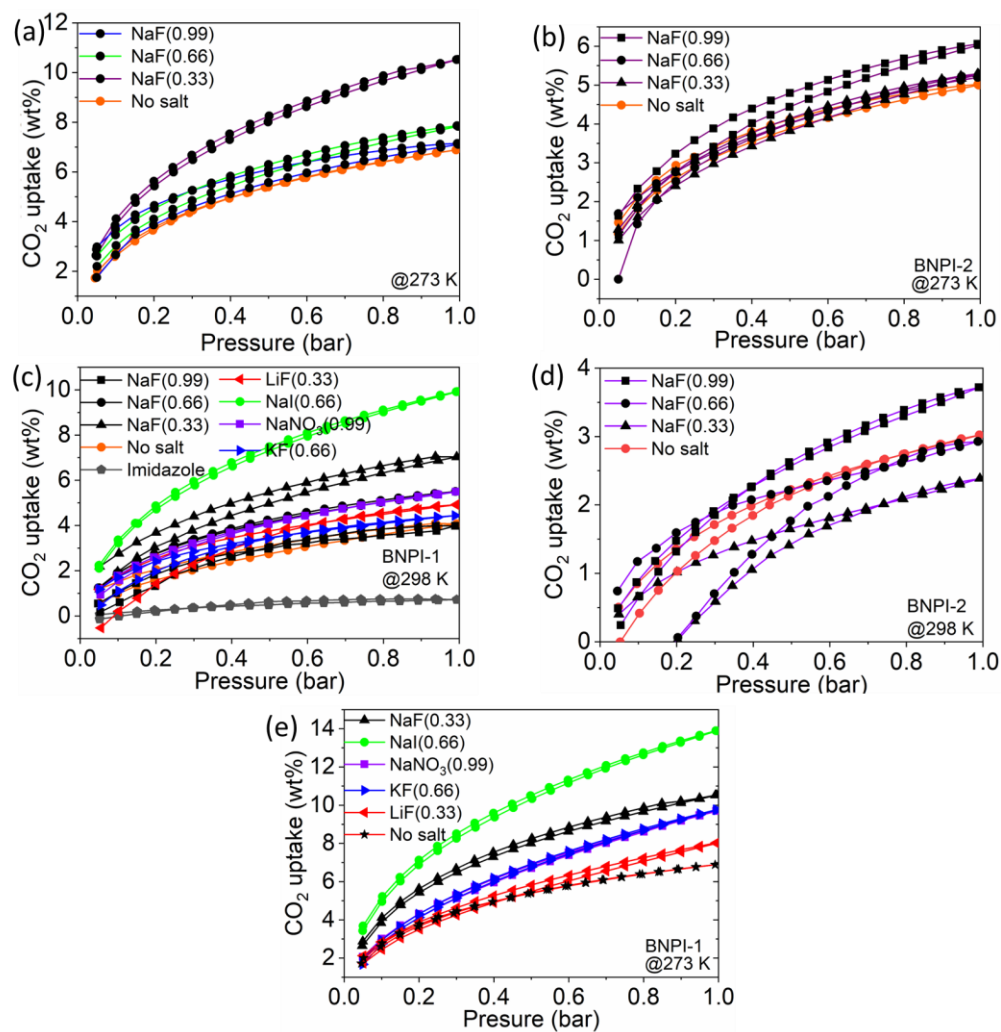 (a)
12
10
8
6
4
2
CO₂ uptake (wt%)
NaF(0.99)
NaF(0.66)
NaF(0.33)
No salt
@273 K
0.0 0.2 0.4 0.6 0.8 1.0
Pressure (bar)
(b)
6
5
4
3
2
1
0
CO₂ uptake (wt%)
NaF(0.99)
NaF(0.66)
NaF(0.33)
No salt
BNPI-2
@273 K
0.0 0.2 0.4 0.6 0.8 1.0
Pressure (bar)
(c)
10
8
6
4
2
0
CO₂ uptake (wt%)
NaF(0.99)
NaF(0.66)
NaF(0.33)
No salt
Imidazole
LiF(0.33)
NaI(0.66)
NaNO₃(0.99)
KF(0.66)
BNPI-1
@298 K
0.0 0.2 0.4 0.6 0.8 1.0
Pressure (bar)
(d)
4
3
2
1
0
CO₂ uptake (wt%)
NaF(0.99)
NaF(0.66)
NaF(0.33)
No salt
BNPI-2
@298 K
0.0 0.2 0.4 0.6 0.8 1.0
Pressure (bar)
(e)
14
12
10
8
6
4
2
CO₂ uptake (wt%)
NaF(0.33)
NaI(0.66)
NaNO₃(0.99)
KF(0.66)
LiF(0.33)
No salt
BNPI-1
@273 K
0.0 0.2 0.4 0.6 0.8 1.0
Presure (bar)